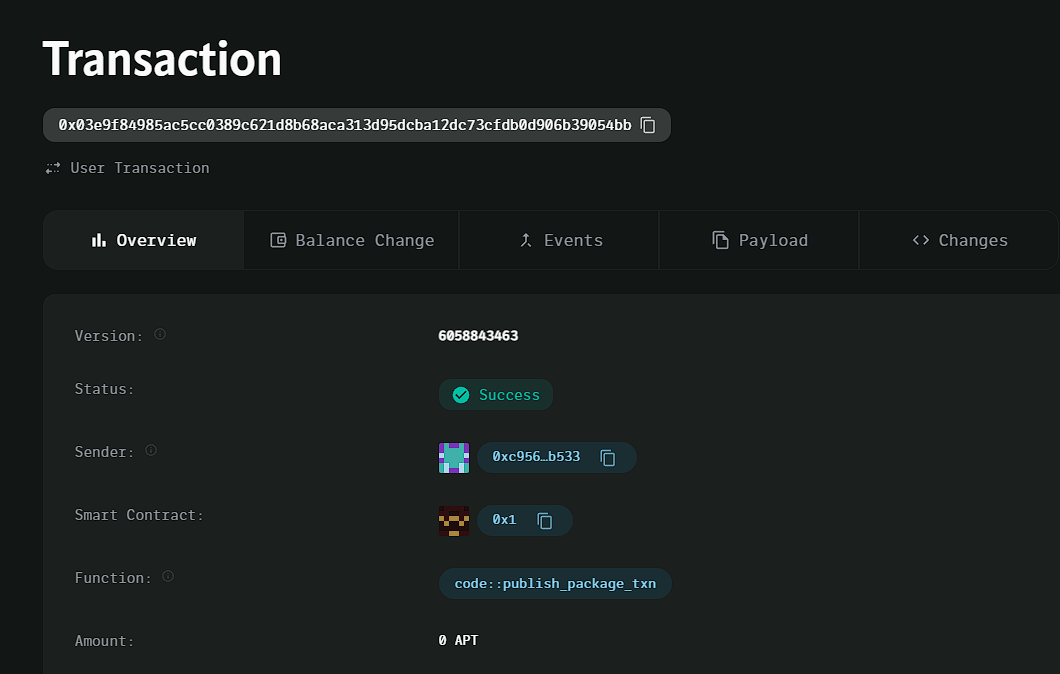 Transaction
0x03e9f84985ac5cc0389c621d8b68aca313d95dcba12dc73cfdb0d906b39054bb
User Transaction
Overview Balance Change Events Payload Changes
Version: 6058843463
Status: Success
Sender: 0xc956…b533
Smart Contract: 0x1
Function: code::publish_package_txn
Amount: 0 APT